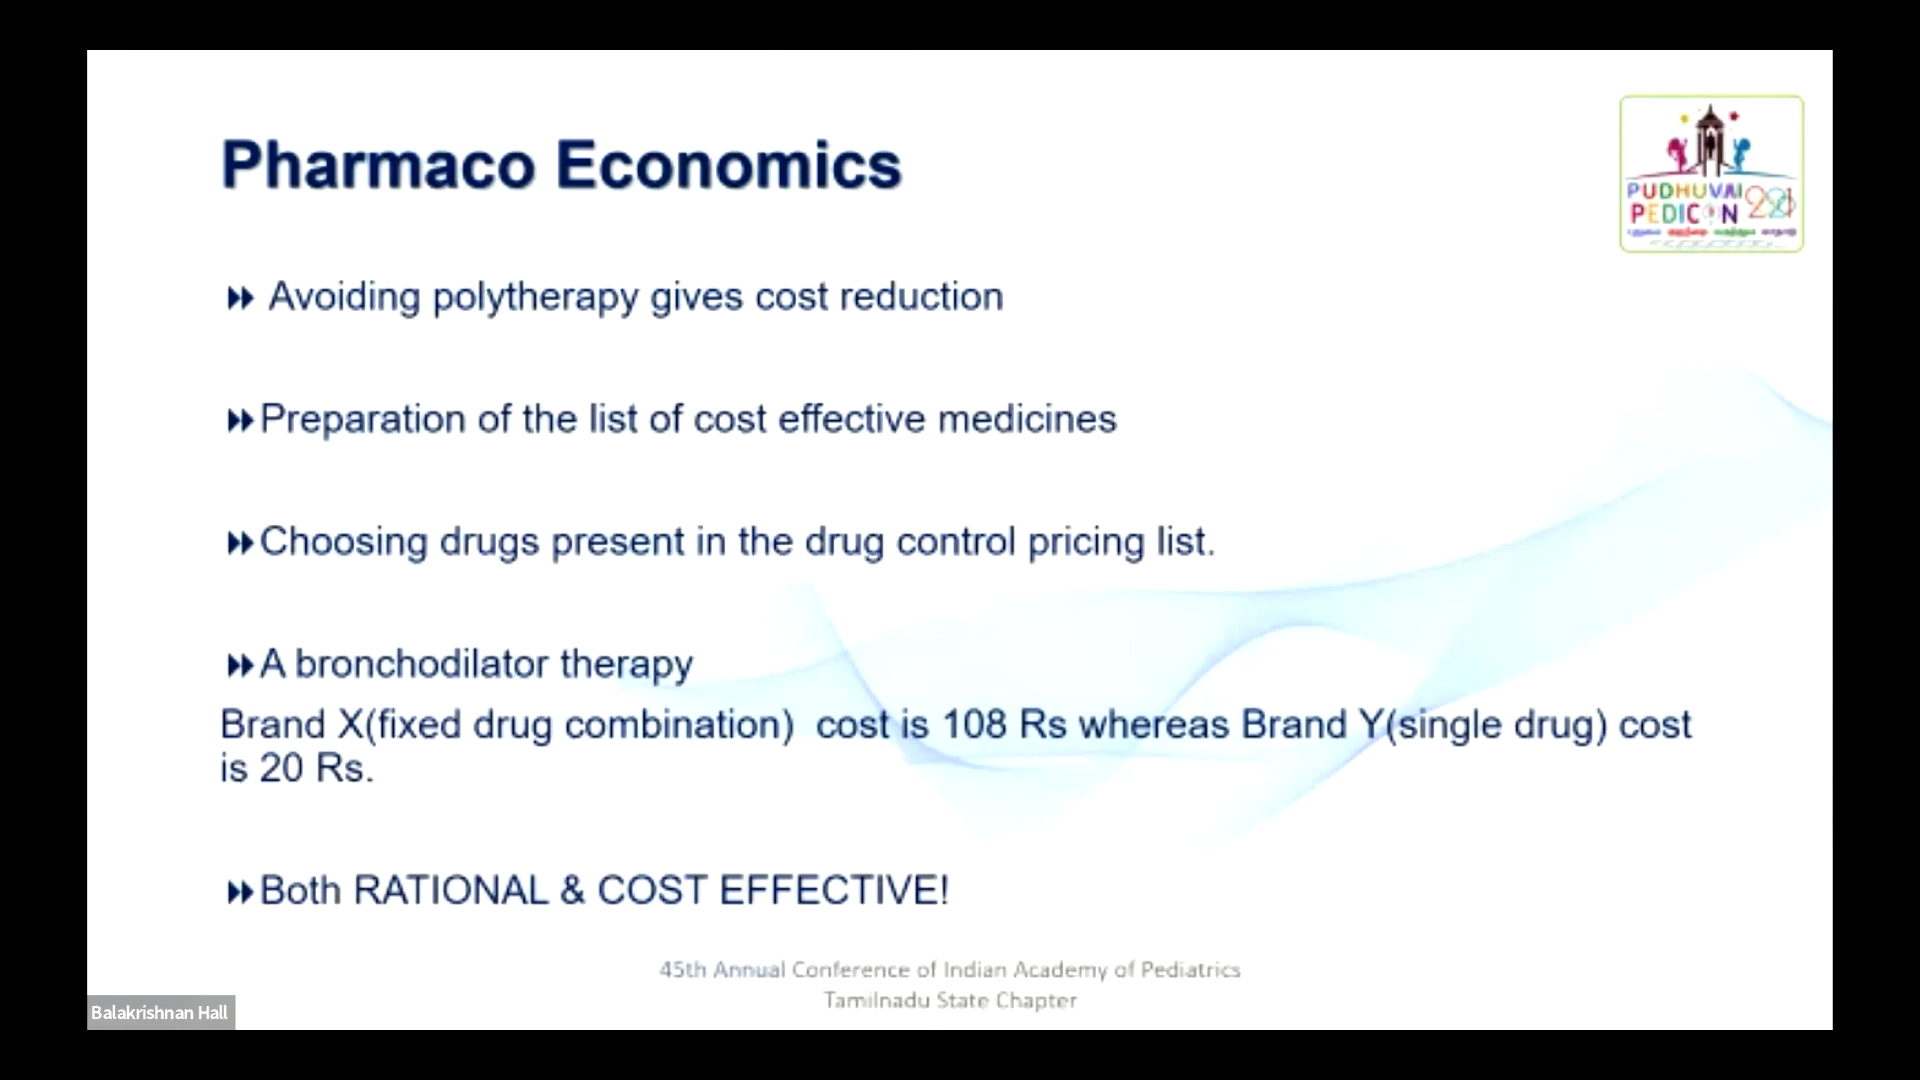 Pharmaco Economics
PUDHUVAI
PEDICON
Avoiding polytherapy gives cost reduction
Preparation of the list of cost effective medicines
Choosing drugs present in the drug control pricing list.
A bronchodilator therapy
Brand X(fixed drug combination) cost is 108 Rs whereas Brand Y(single drug) cost
is 20 Rs.
Both RATIONAL & COST EFFECTIVE!
45th Annual Conference of Indian Academy of Pediatrics
Tamilnadu State Chapter
Balakrishnan Hall